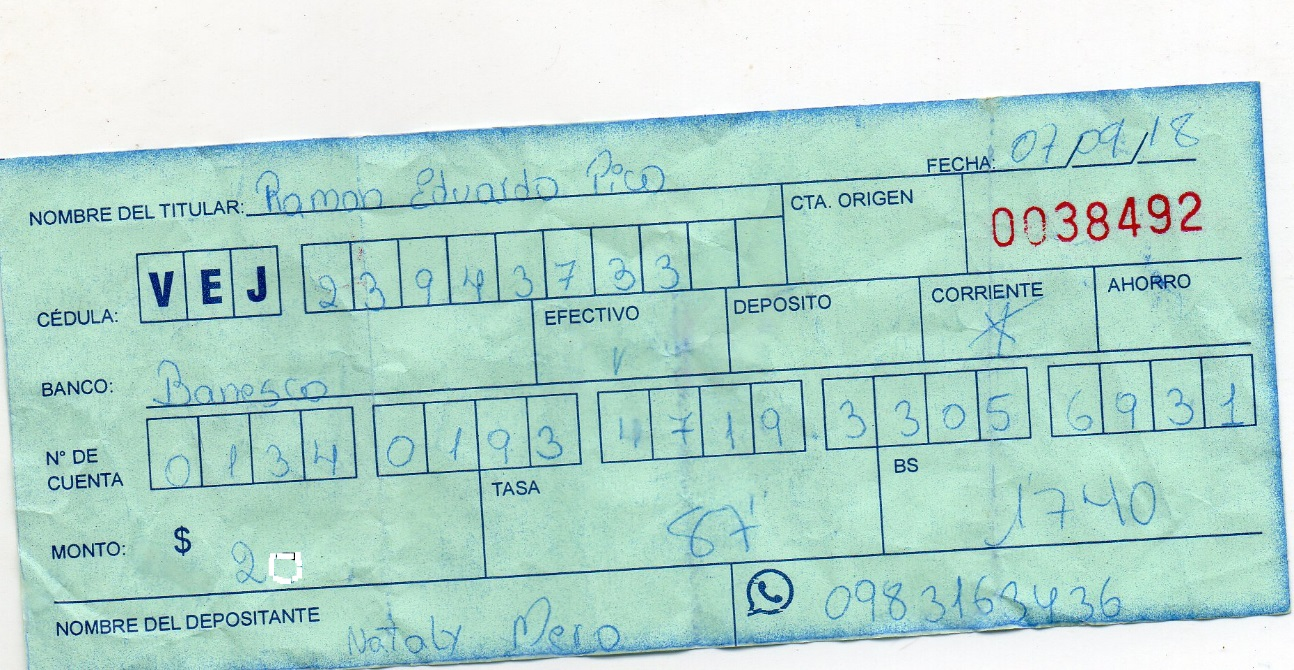 FECHA: 07/09/18
NOMBRE DEL TITULAR: Ramon Eduardo Pico
CTA. ORIGEN 0038492
CÉDULA: V E J 2 3 9 4 3 7 3 3
EFECTIVO DEPOSITO CORRIENTE AHORRO
BANCO: Banesco
N° DE CUENTA 0134 0193 4719 3305 6931
MONTO: $ 20 TASA 87 BS 1740
NOMBRE DEL DEPOSITANTE Nataly Mero